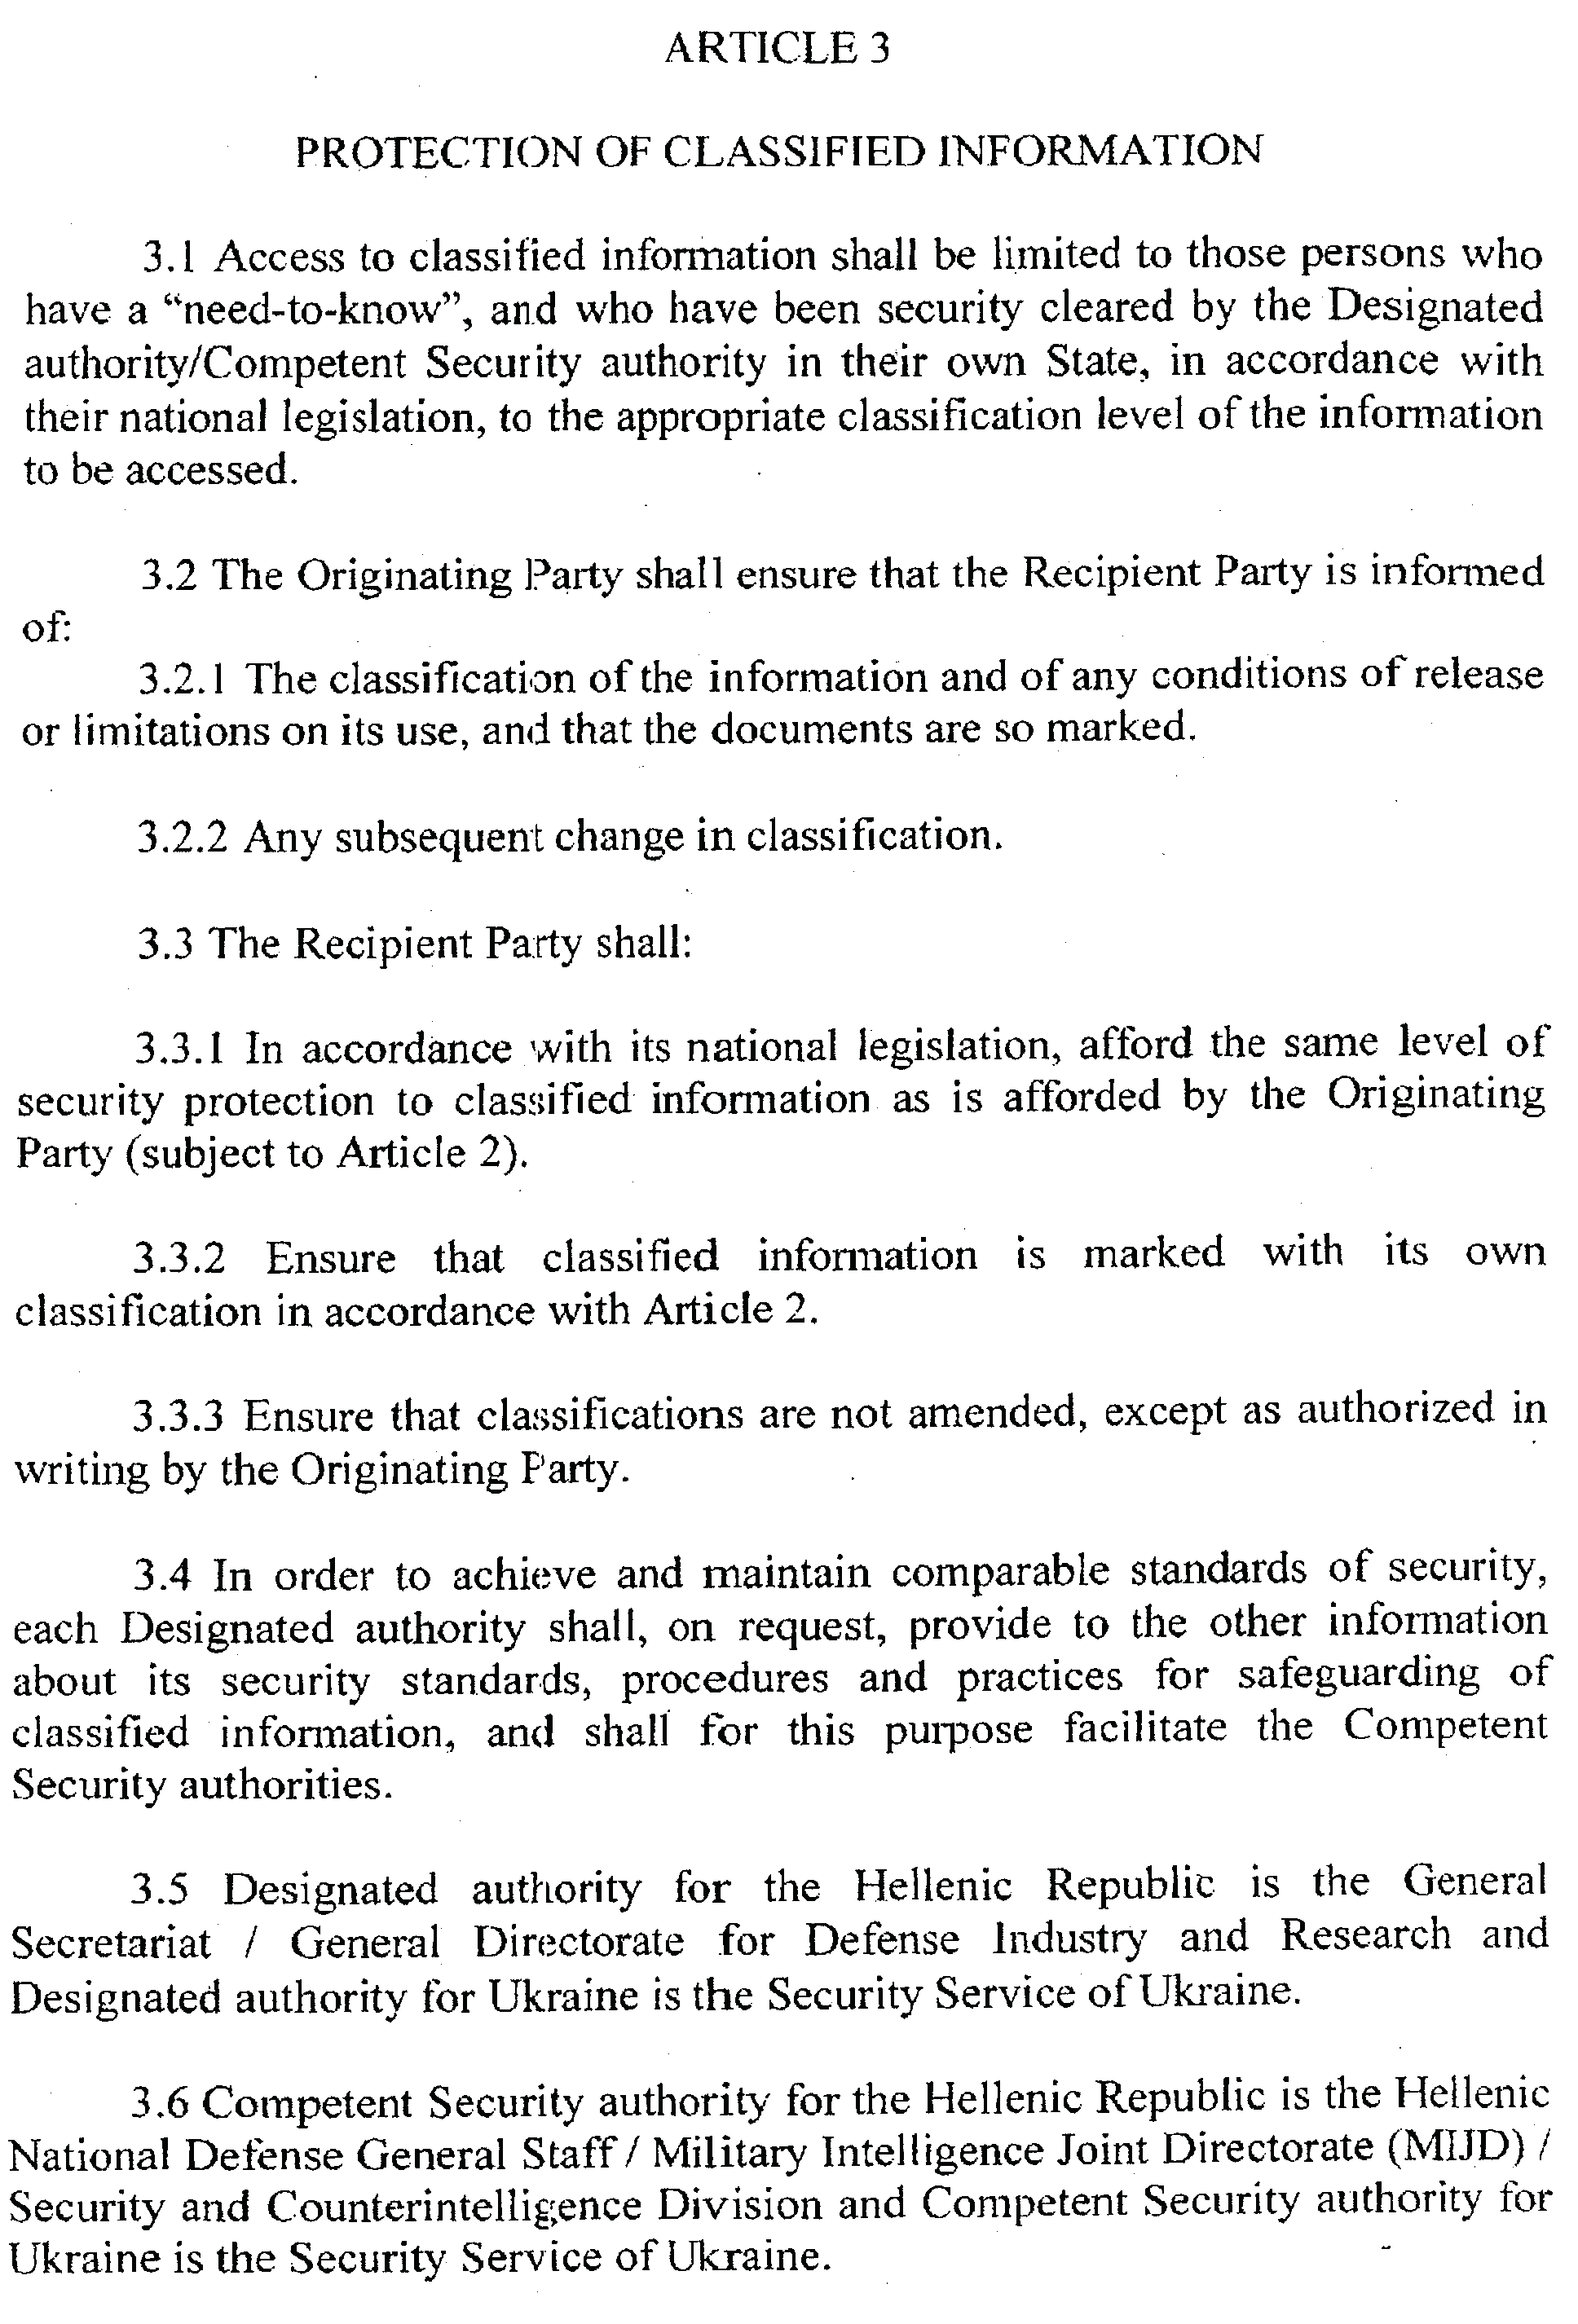 ARTICLE 3
PROTECTION OF CLASSIFIED INFORMATION
3.1 Access to classified information shall be limited to those persons who
have a “need-to-know”, and who have been security cleared by the Designated
authority/Competent Security authority in their own State, in accordance with
their national legislation, to the appropriate classification level of the information
to be accessed.
3.2 The Originating Party shall ensure that the Recipient Party is informed
of:
3.2.1 The classification of the information and of any conditions of release
or limitations on its use, and that the documents are so marked.
3.2.2 Any subsequent change in classification.
3.3 The Recipient Party shall:
3.3.1 In accordance with its national legislation, afford the same level of
security protection to classified information as is afforded by the Originating
Party (subject to Article 2).
3.3.2 Ensure that classified information is marked with its own
classification in accordance with Article 2.
3.3.3 Ensure that classifications are not amended, except as authorized in
writing by the Originating Party.
3.4 In order to achieve and maintain comparable standards of security,
each Designated authority shall, on request, provide to the other information
about its security standards, procedures and practices for safeguarding of
classified information, and shall for this purpose facilitate the Competent
Security authorities.
3.5 Designated authority for the Hellenic Republic is the General
Secretariat / General Directorate for Defense Industry and Research and
Designated authority for Ukraine is the Security Service of Ukraine.
3.6 Competent Security authority for the Hellenic Republic is the Hellenic
National Defense General Staff / Military Intelligence Joint Directorate (MIJD) /
Security and Counterintelligence Division and Competent Security authority for
Ukraine is the Security Service of Ukraine.